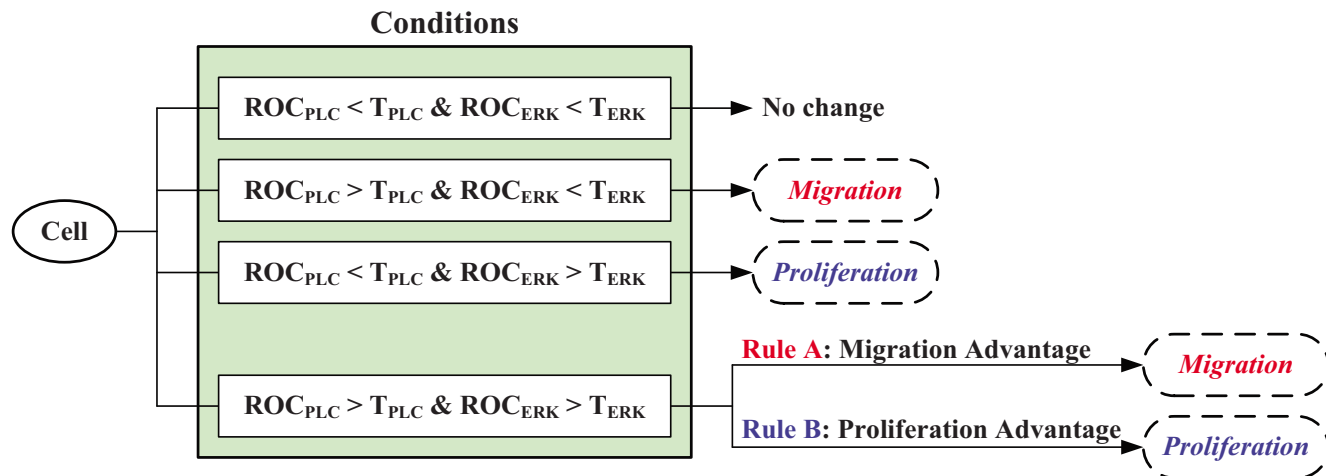 Conditions
Cell
ROC_PLC < T_PLC & ROC_ERK < T_ERK
No change
ROC_PLC > T_PLC & ROC_ERK < T_ERK
Migration
ROC_PLC < T_PLC & ROC_ERK > T_ERK
Proliferation
ROC_PLC > T_PLC & ROC_ERK > T_ERK
Rule A: Migration Advantage
Migration
Rule B: Proliferation Advantage
Proliferation